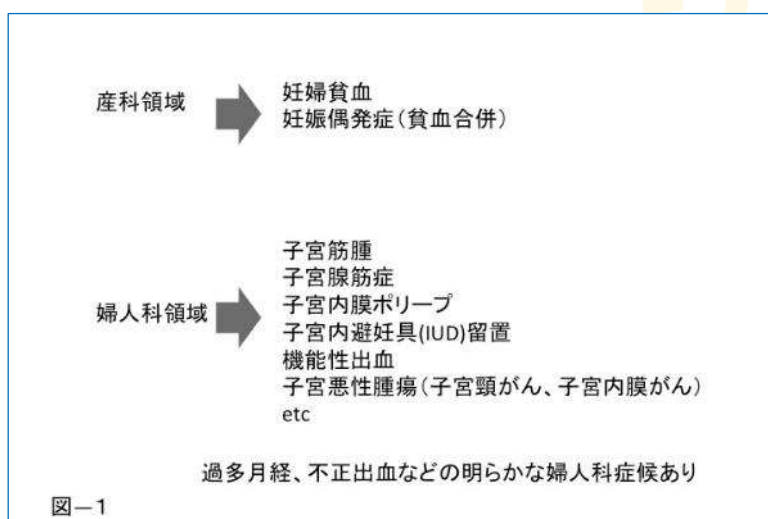 産科領域
妊婦貧血
妊娠偶発症(貧血合併)
婦人科領域
子宮筋腫
子宮腺筋症
子宮内膜ポリープ
子宮内避妊具(IUD)留置
機能性出血
子宮悪性腫瘍(子宮頸がん、子宮内膜がん)
etc
過多月経、不正出血などの明らかな婦人科症候あり
図－1